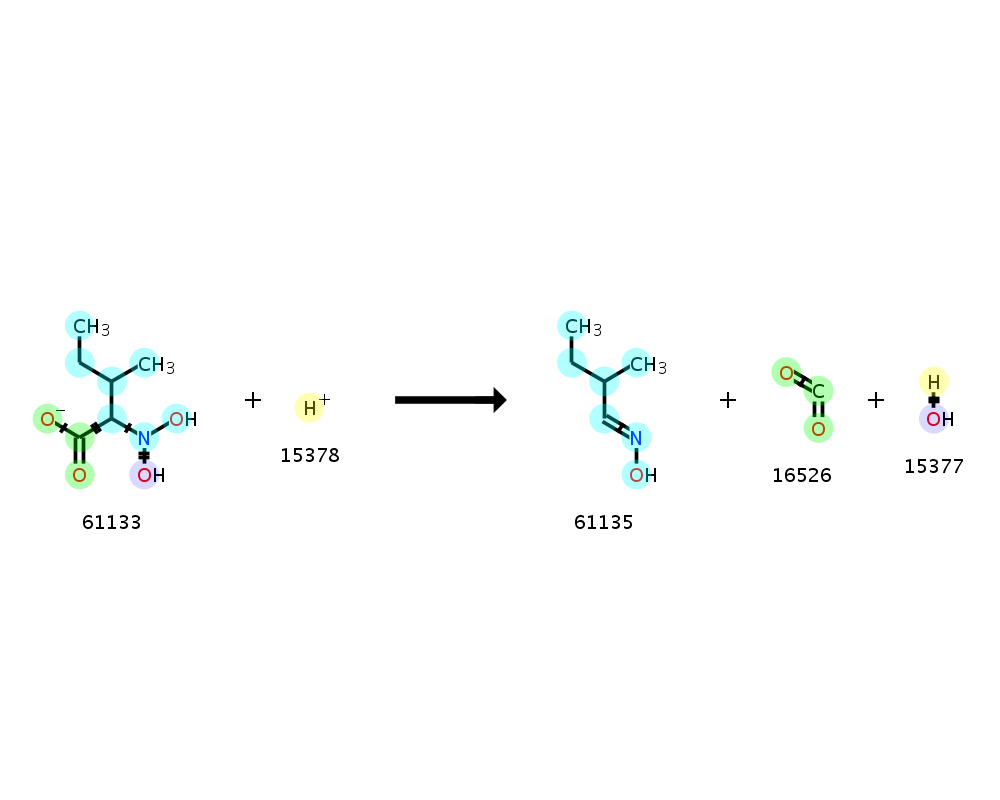 CH3
CH3
O−
OH
N
O
OH
61133
+
H+
15378
CH3
CH3
N
OH
61135
+
O
C
O
16526
+
H
OH
15377